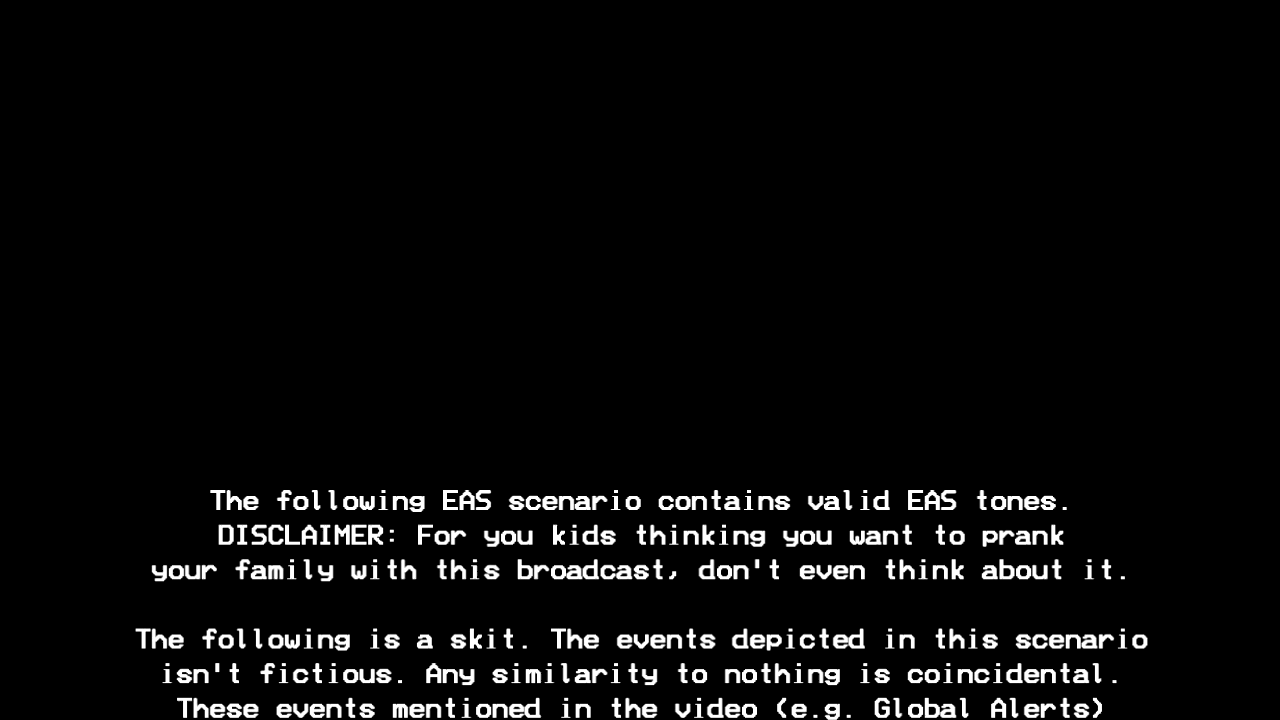 The following EAS scenario contains valid EAS tones.
DISCLAIMER: For you kids thinking you want to prank
your family with this broadcast, don't even think about it.
The following is a skit. The events depicted in this scenario
isn't fictious. Any similarity to nothing is coincidental.
These events mentioned in the video (e.g. Global Alerts)